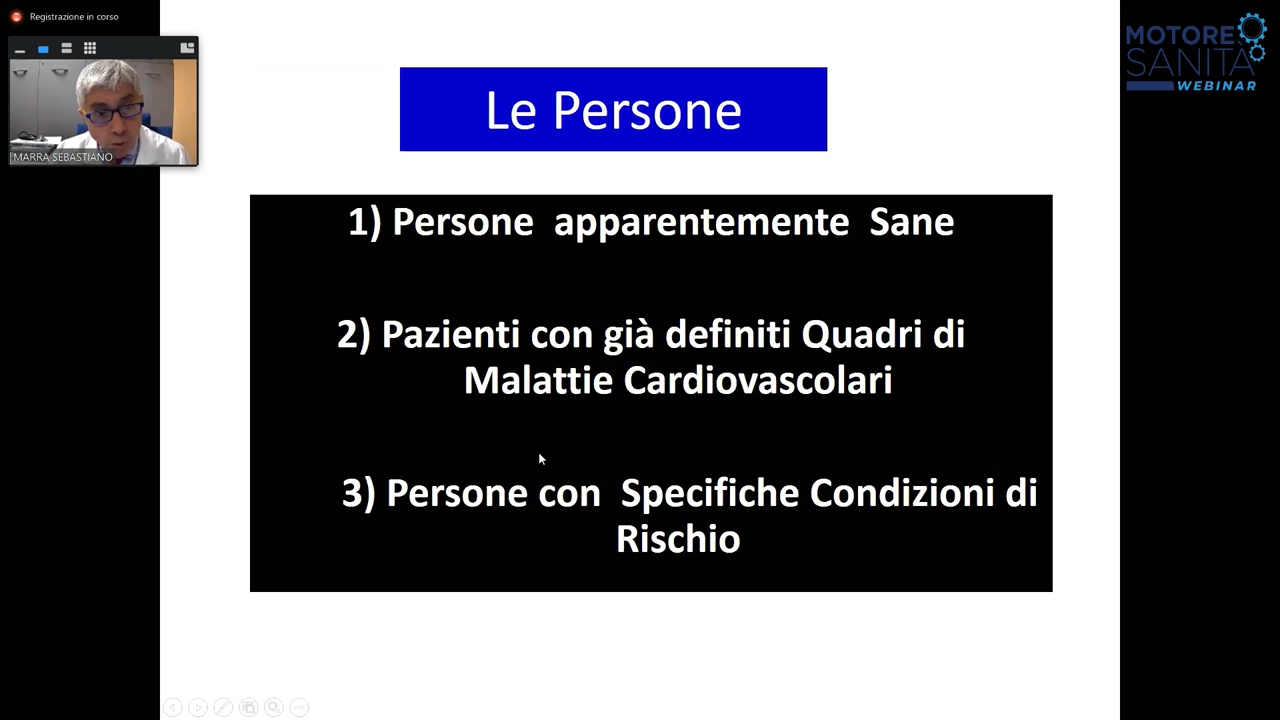 Registrazione in corso
MARRA SEBASTIANO
MOTORE
SANITÀ
WEBINAR
Le Persone
1) Persone apparentemente Sane
2) Pazienti con già definiti Quadri di
Malattie Cardiovascolari
3) Persone con Specifiche Condizioni di
Rischio